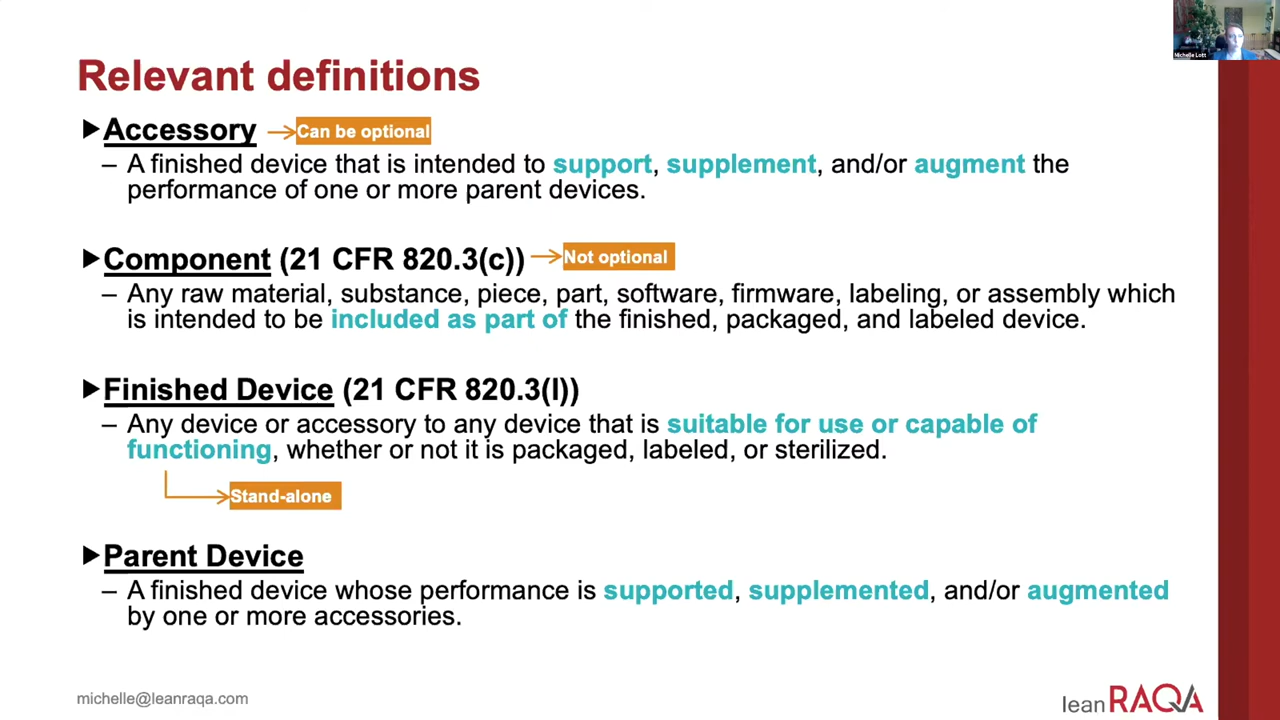 Michelle Lott
Relevant definitions
Accessory
Can be optional
– A finished device that is intended to support, supplement, and/or augment the
performance of one or more parent devices.
Component (21 CFR 820.3(c))
Not optional
– Any raw material, substance, piece, part, software, firmware, labeling, or assembly which
is intended to be included as part of the finished, packaged, and labeled device.
Finished Device (21 CFR 820.3(l))
– Any device or accessory to any device that is suitable for use or capable of
functioning, whether or not it is packaged, labeled, or sterilized.
Stand-alone
Parent Device
– A finished device whose performance is supported, supplemented, and/or augmented
by one or more accessories.
michelle@leanraqa.com
lean RAQA